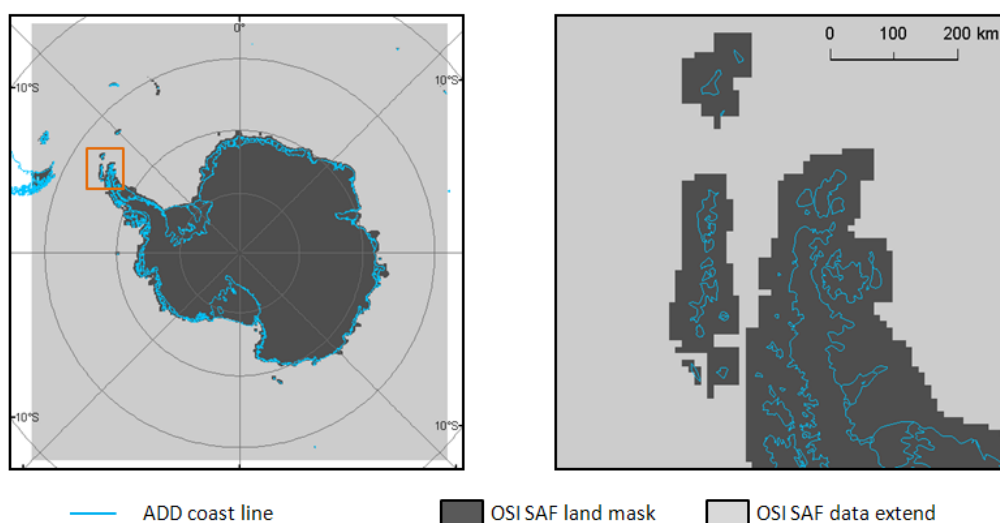 0°
0 100 200 km
10°S
10°S
10°S
10°S
ADD coast line
OSI SAF land mask
OSI SAF data extend